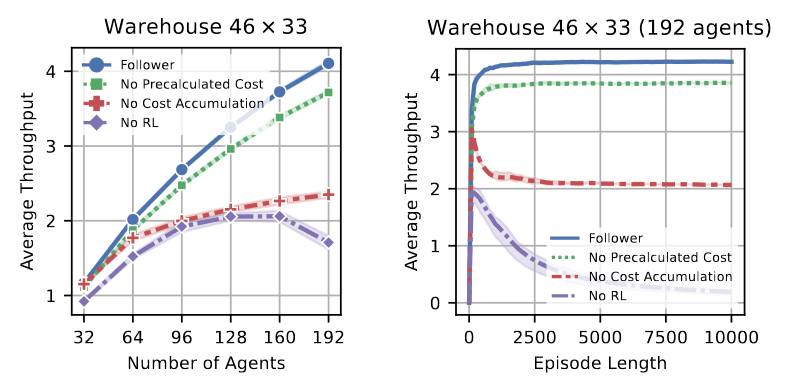 Warehouse 46 × 33
Average Throughput
4
3
2
1
Follower
No Precalculated Cost
No Cost Accumulation
No RL
32 64 96 128 160 192
Number of Agents
Warehouse 46 × 33 (192 agents)
Average Throughput
4
3
2
1
0
Follower
No Precalculated Cost
No Cost Accumulation
No RL
0 2500 5000 7500 10000
Episode Length